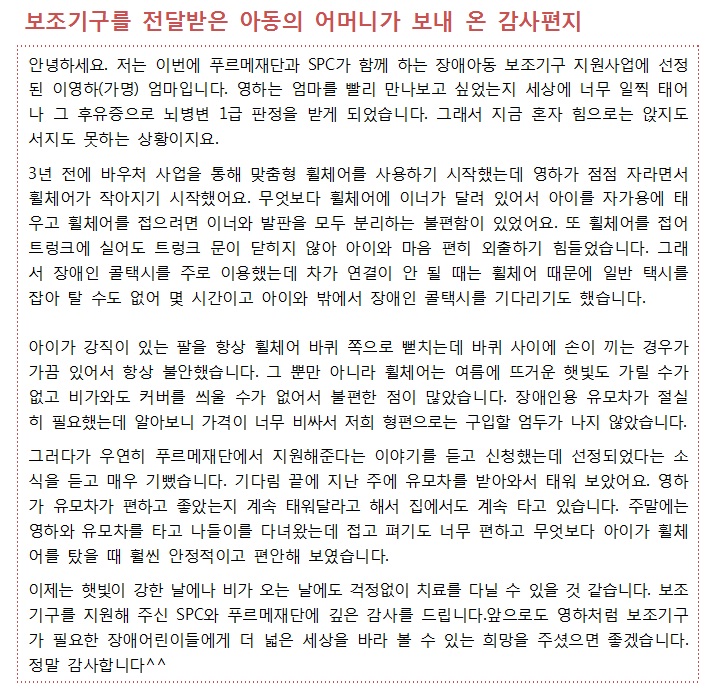 보조기구를 전달받은 아동의 어머니가 보내 온 감사편지
안녕하세요. 저는 이번에 푸르메재단과 SPC가 함께 하는 장애아동 보조기구 지원사업에 선정
된 이영하(가명) 엄마입니다. 영하는 엄마를 빨리 만나보고 싶었는지 세상에 너무 일찍 태어
나 그 후유증으로 뇌병변 1급 판정을 받게 되었습니다. 그래서 지금 혼자 힘으로는 앉지도
서지도 못하는 상황이지요.
3년 전에 바우처 사업을 통해 맞춤형 휠체어를 사용하기 시작했는데 영하가 점점 자라면서
휠체어가 작아지기 시작했어요. 무엇보다 휠체어에 이너가 달려 있어서 아이를 자가용에 태
우고 휠체어를 접으려면 이너와 발판을 모두 분리하는 불편함이 있었어요. 또 휠체어를 접어
트렁크에 실어도 트렁크 문이 닫히지 않아 아이와 마음 편히 외출하기 힘들었습니다. 그래
서 장애인 콜택시를 주로 이용했는데 차가 연결이 안 될 때는 휠체어 때문에 일반 택시를
잡아 탈 수도 없어 몇 시간이고 아이와 밖에서 장애인 콜택시를 기다리기도 했습니다.
아이가 강직이 있는 팔을 항상 휠체어 바퀴 쪽으로 뻗치는데 바퀴 사이에 손이 끼는 경우가
가끔 있어서 항상 불안했습니다. 그 뿐만 아니라 휠체어는 여름에 뜨거운 햇빛도 가릴 수가
없고 비가와도 커버를 씌울 수가 없어서 불편한 점이 많았습니다. 장애인용 유모차가 절실
히 필요했는데 알아보니 가격이 너무 비싸서 저희 형편으로는 구입할 엄두가 나지 않았습니다.
그러다가 우연히 푸르메재단에서 지원해준다는 이야기를 듣고 신청했는데 선정되었다는 소
식을 듣고 매우 기뻤습니다. 기다림 끝에 지난 주에 유모차를 받아와서 태워 보았어요. 영하
가 유모차가 편하고 좋았는지 계속 태워달라고 해서 집에서도 계속 타고 있습니다. 주말에는
영하와 유모차를 타고 나들이를 다녀왔는데 접고 펴기도 너무 편하고 무엇보다 아이가 휠체
어를 탔을 때 훨씬 안정적이고 편안해 보였습니다.
이제는 햇빛이 강한 날에나 비가 오는 날에도 걱정없이 치료를 다닐 수 있을 것 같습니다. 보조
기구를 지원해 주신 SPC와 푸르메재단에 깊은 감사를 드립니다.앞으로도 영하처럼 보조기구
가 필요한 장애어린이들에게 더 넓은 세상을 바라 볼 수 있는 희망을 주셨으면 좋겠습니다.
정말 감사합니다^^